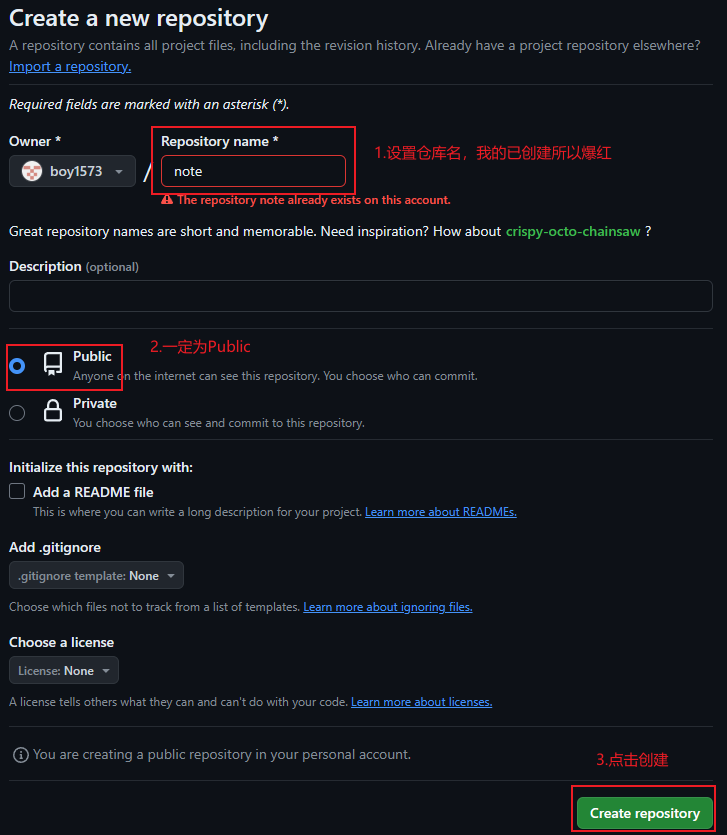 Create a new repository
A repository contains all project files, including the revision history. Already have a project repository elsewhere?
Import a repository.
Required fields are marked with an asterisk (*).
Owner *
Repository name *
1.设置仓库名，我的已创建所以爆红
boy1573
/
note
The repository note already exists on this account.
Great repository names are short and memorable. Need inspiration? How about crispy-octo-chainsaw ?
Description (optional)
2.一定为Public
Public
Anyone on the internet can see this repository. You choose who can commit.
Private
You choose who can see and commit to this repository.
Initialize this repository with:
Add a README file
This is where you can write a long description for your project. Learn more about READMEs.
Add .gitignore
.gitignore template: None
Choose which files not to track from a list of templates. Learn more about ignoring files.
Choose a license
License: None
A license tells others what they can and can't do with your code. Learn more about licenses.
You are creating a public repository in your personal account.
3.点击创建
Create repository